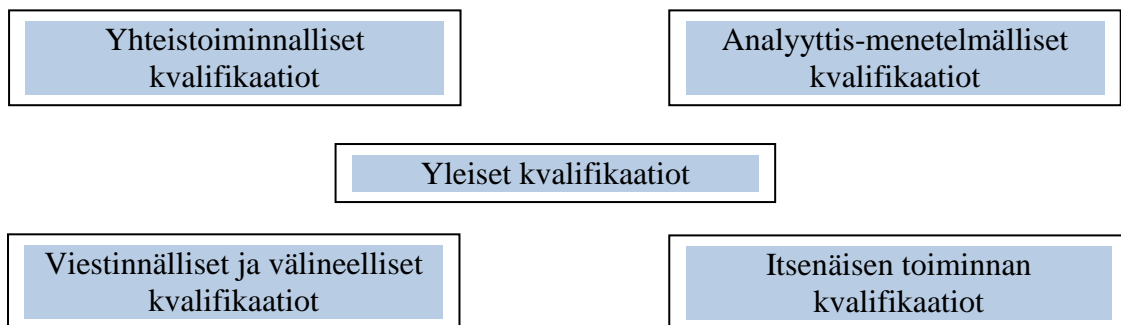 Yhteistoiminnalliset
kvalifikaatiot
Analyyttis-menetelmälliset
kvalifikaatiot
Yleiset kvalifikaatiot
Viestinnälliset ja välineelliset
kvalifikaatiot
Itsenäisen toiminnan
kvalifikaatiot